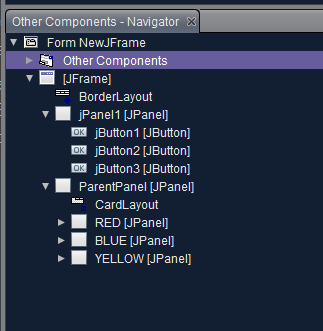 Other Components - Navigator
Form NewJFrame
Other Components
[JFrame]
BorderLayout
jPanel1 [JPanel]
OK jButton1 [JButton]
OK jButton2 [JButton]
OK jButton3 [JButton]
ParentPanel [JPanel]
CardLayout
RED [JPanel]
BLUE [JPanel]
YELLOW [JPanel]